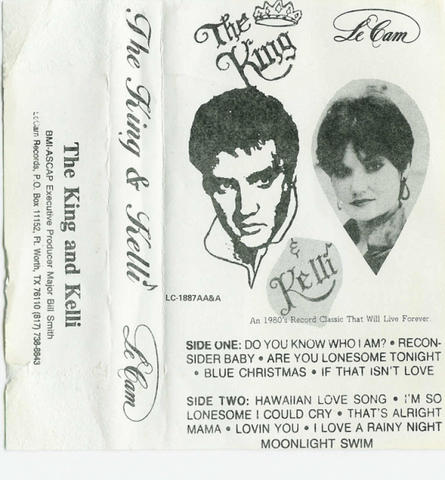 The King and Kelli
BMI-ASCAP Executive Producer Major Bill Smith
LeCam Records, P.O. Box 11152, Ft. Worth, TX 76110 (817) 738-8843
The King & Kelli
Le Cam
The
King
Le Cam
&
Kelli
LC-1887AA&A
An 1980's Record Classic That Will Live Forever.
SIDE ONE: DO YOU KNOW WHO I AM? • RECON-
SIDER BABY • ARE YOU LONESOME TONIGHT
• BLUE CHRISTMAS • IF THAT ISN'T LOVE
SIDE TWO: HAWAIIAN LOVE SONG • I'M SO
LONESOME I COULD CRY • THAT'S ALRIGHT
MAMA • LOVIN YOU • I LOVE A RAINY NIGHT
MOONLIGHT SWIM